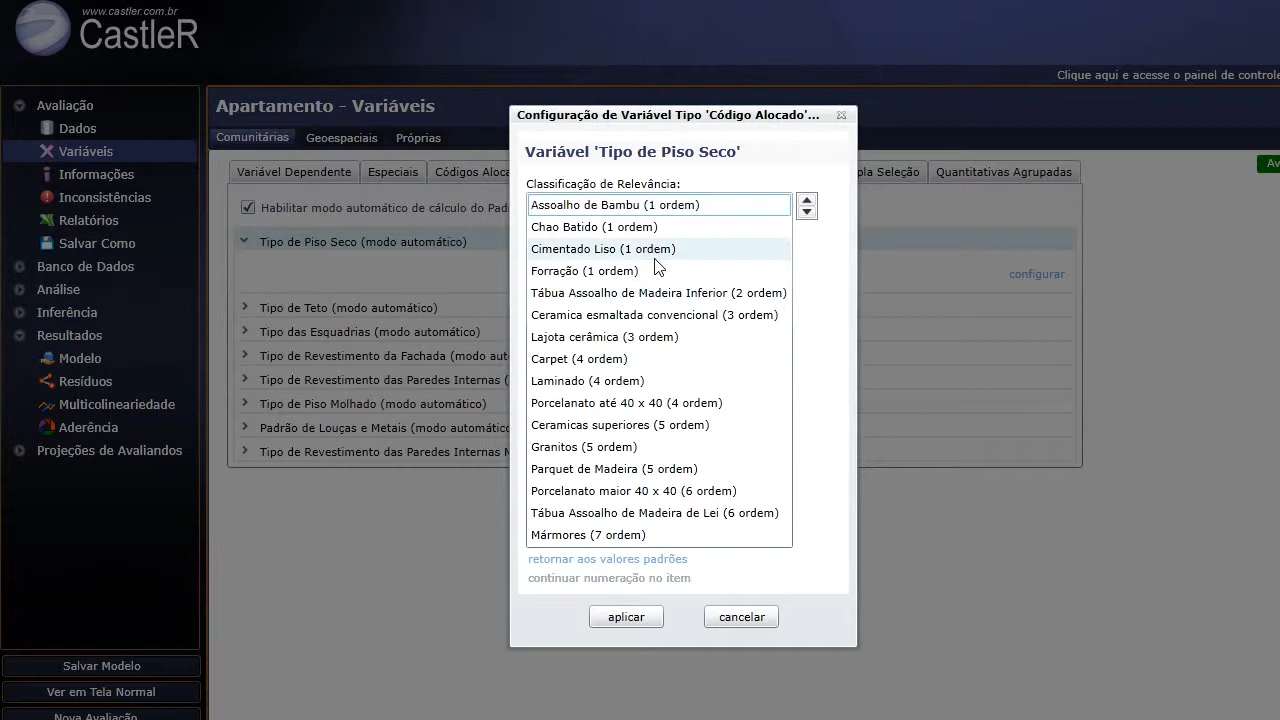 www.castler.com.br
CastleR
Clique aqui e acesse o painel de controle
Avaliação
Dados
Variáveis
Informações
Inconsistências
Relatórios
Salvar Como
Banco de Dados
Análise
Inferência
Resultados
Modelo
Resíduos
Multicolineariedade
Aderência
Projeções de Avaliandos
Salvar Modelo
Ver em Tela Normal
Nova Avaliação
Apartamento - Variáveis
Comunitárias Geoespaciais Próprias
Variável Dependente Especiais Códigos Aloca
pla Seleção Quantitativas Agrupadas
Av
Habilitar modo automático de cálculo do Pad
Tipo de Piso Seco (modo automático)
configurar
Tipo de Teto (modo automático)
Tipo das Esquadrias (modo automático)
Tipo de Revestimento da Fachada (modo aut
Tipo de Revestimento das Paredes Internas (
Tipo de Piso Molhado (modo automático)
Padrão de Louças e Metais (modo automático
Tipo de Revestimento das Paredes Internas M
Configuração de Variável Tipo 'Código Alocado'...
Variável 'Tipo de Piso Seco'
Classificação de Relevância:
Assoalho de Bambu (1 ordem)
Chao Batido (1 ordem)
Cimentado Liso (1 ordem)
Forração (1 ordem)
Tábua Assoalho de Madeira Inferior (2 ordem)
Ceramica esmaltada convencional (3 ordem)
Lajota cerâmica (3 ordem)
Carpet (4 ordem)
Laminado (4 ordem)
Porcelanato até 40 x 40 (4 ordem)
Ceramicas superiores (5 ordem)
Granitos (5 ordem)
Parquet de Madeira (5 ordem)
Porcelanato maior 40 x 40 (6 ordem)
Tábua Assoalho de Madeira de Lei (6 ordem)
Mármores (7 ordem)
retornar aos valores padrões
continuar numeração no item
aplicar cancelar